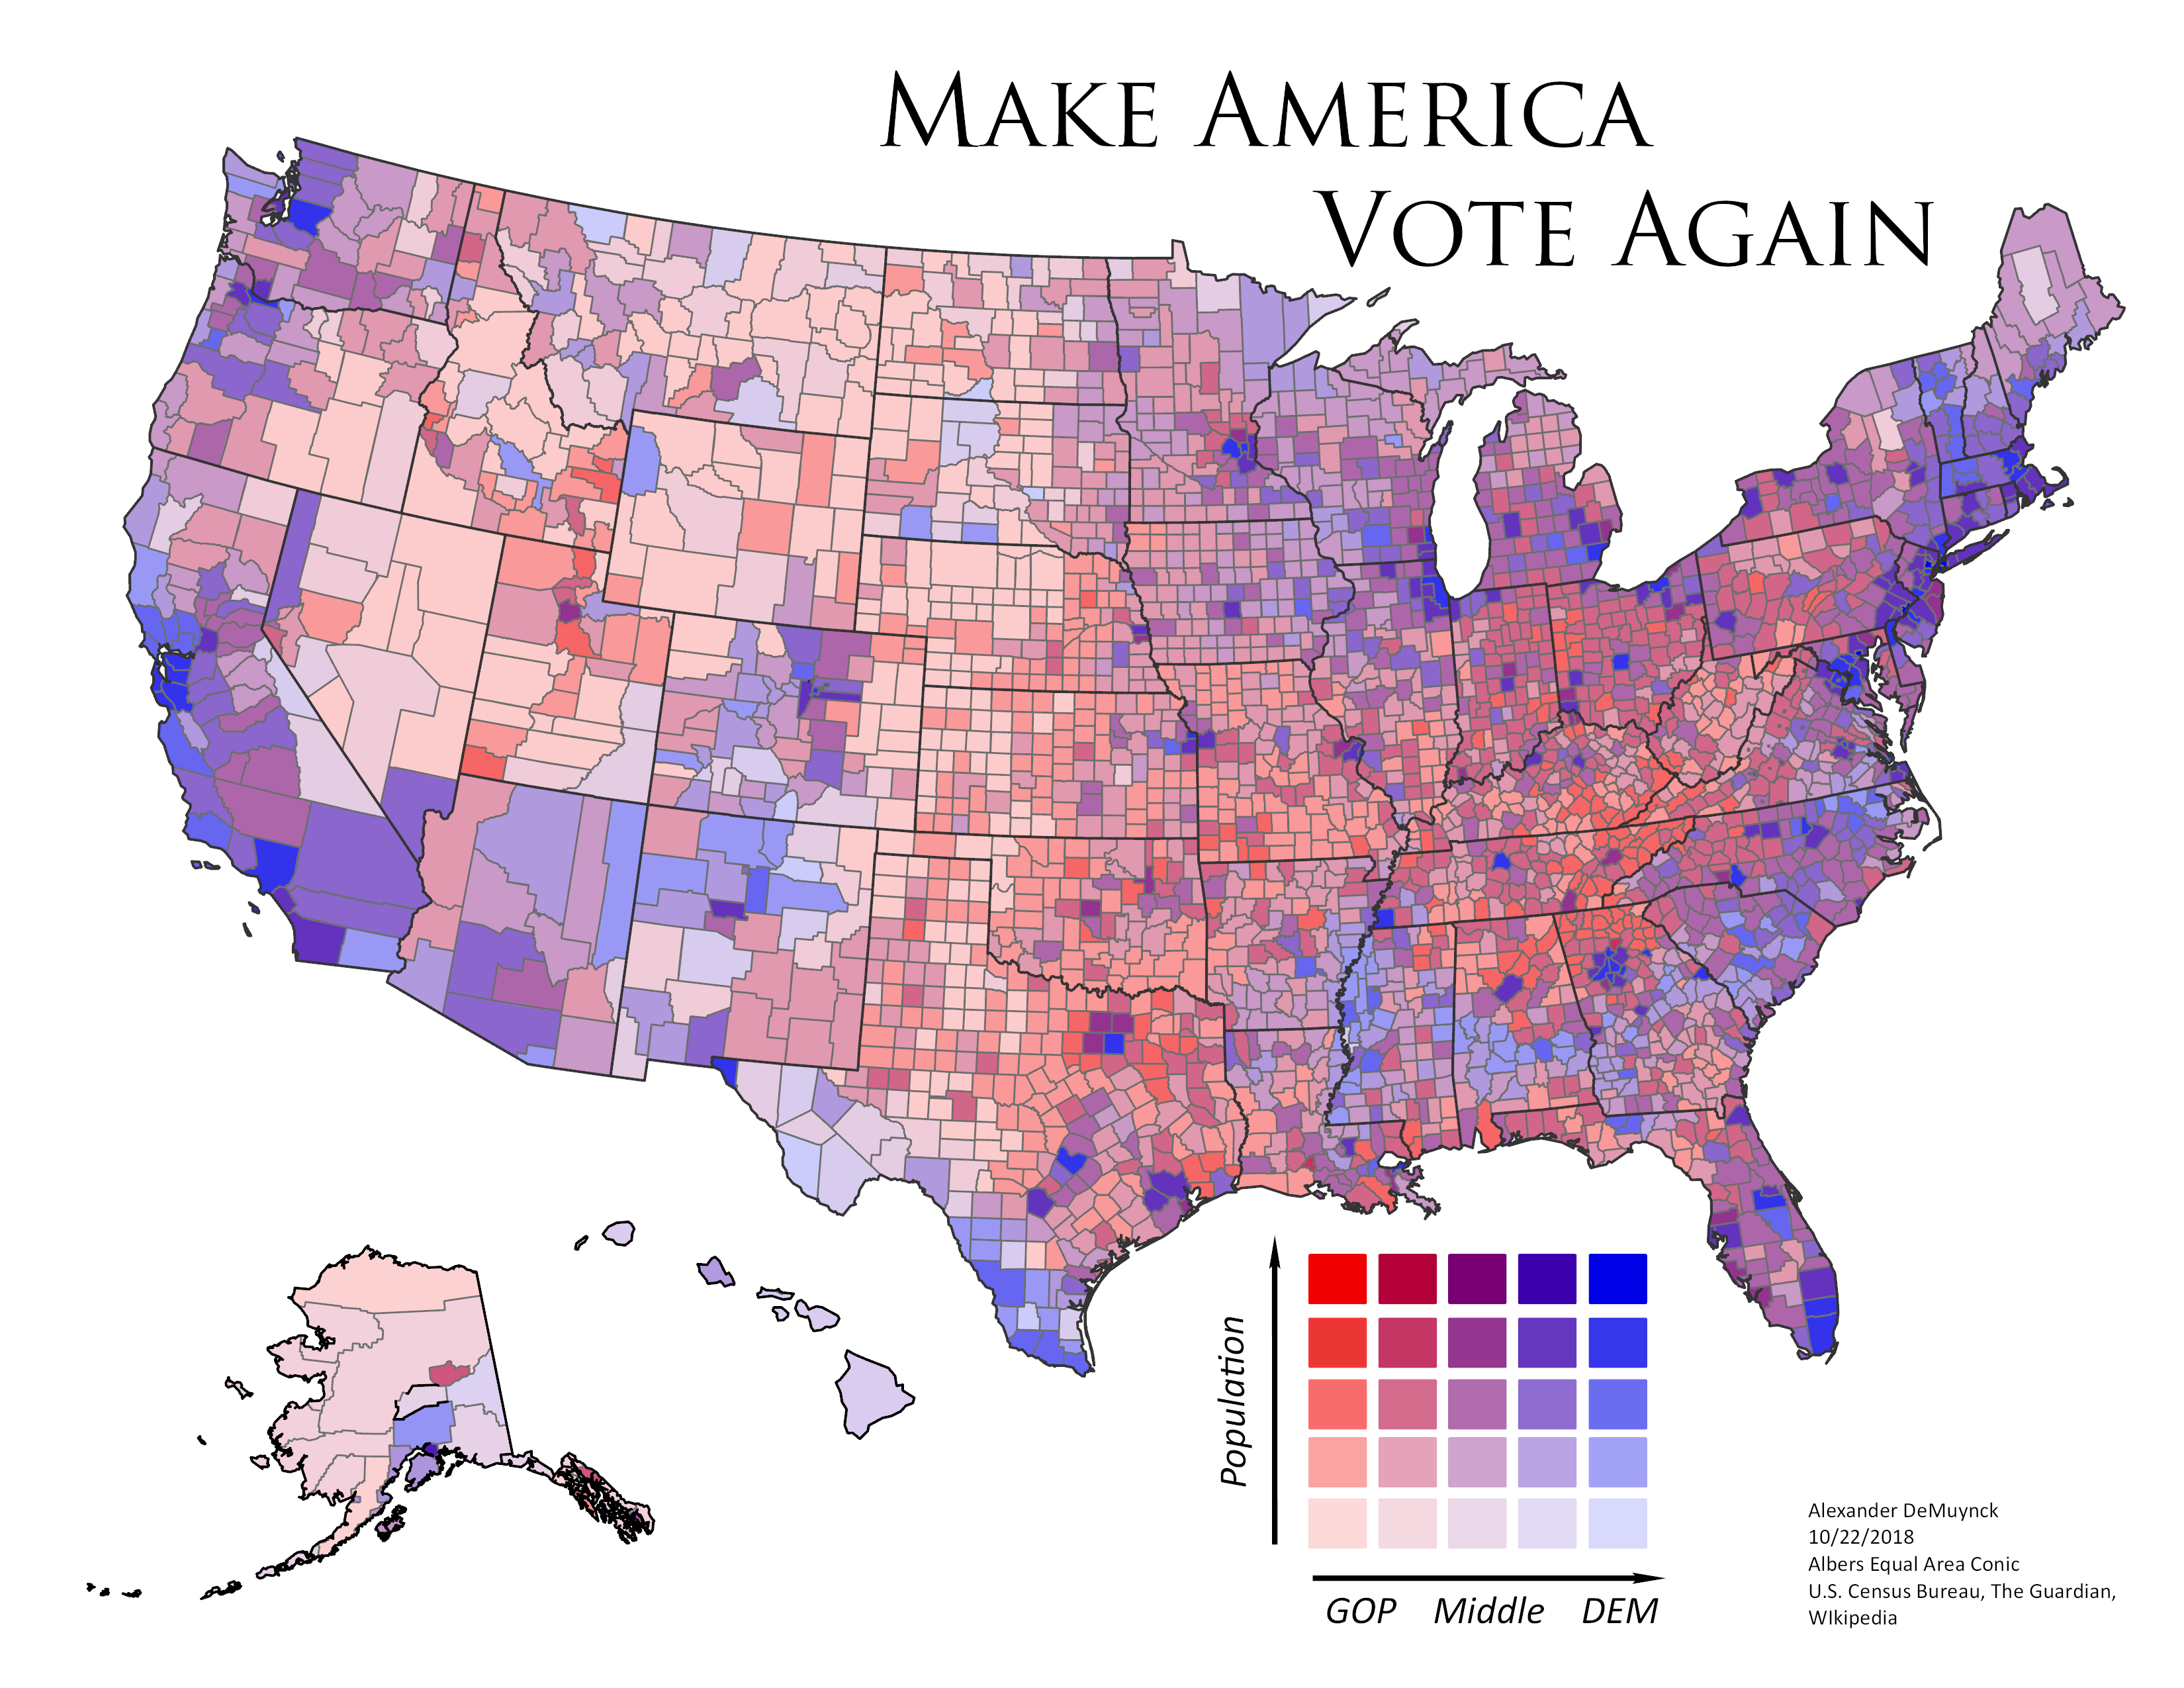 MAKE AMERICA
VOTE AGAIN
Population
GOP Middle DEM
Alexander DeMuynck
10/22/2018
Albers Equal Area Conic
U.S. Census Bureau, The Guardian,
WIkipedia